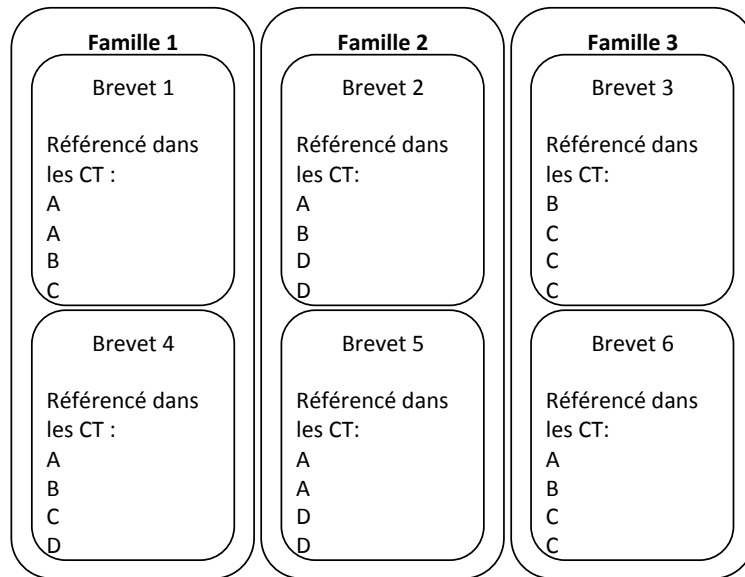 Famille 1
Brevet 1
Référencé dans
les CT :
A
A
B
C
Brevet 4
Référencé dans
les CT :
A
B
C
D
Famille 2
Brevet 2
Référencé dans
les CT:
A
B
D
D
Brevet 5
Référencé dans
les CT:
A
A
D
D
Famille 3
Brevet 3
Référencé dans
les CT:
B
C
C
C
Brevet 6
Référencé dans
les CT:
A
B
C
C